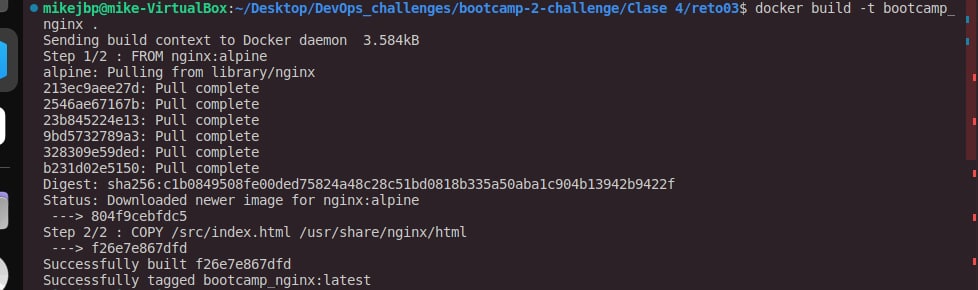 mikejbp@mike-VirtualBox:~/Desktop/DevOps_challenges/bootcamp-2-challenge/Clase 4/reto03$ docker build -t bootcamp_
nginx .
Sending build context to Docker daemon  3.584kB
Step 1/2 : FROM nginx:alpine
alpine: Pulling from library/nginx
213ec9aee27d: Pull complete
2546ae67167b: Pull complete
23b845224e13: Pull complete
9bd5732789a3: Pull complete
328309e59ded: Pull complete
b231d02e5150: Pull complete
Digest: sha256:c1b0849508fe00ded75824a48c28c51bd0818b335a50aba1c904b13942b9422f
Status: Downloaded newer image for nginx:alpine
 ---> 804f9cebfdc5
Step 2/2 : COPY /src/index.html /usr/share/nginx/html
 ---> f26e7e867dfd
Successfully built f26e7e867dfd
Successfully tagged bootcamp_nginx:latest